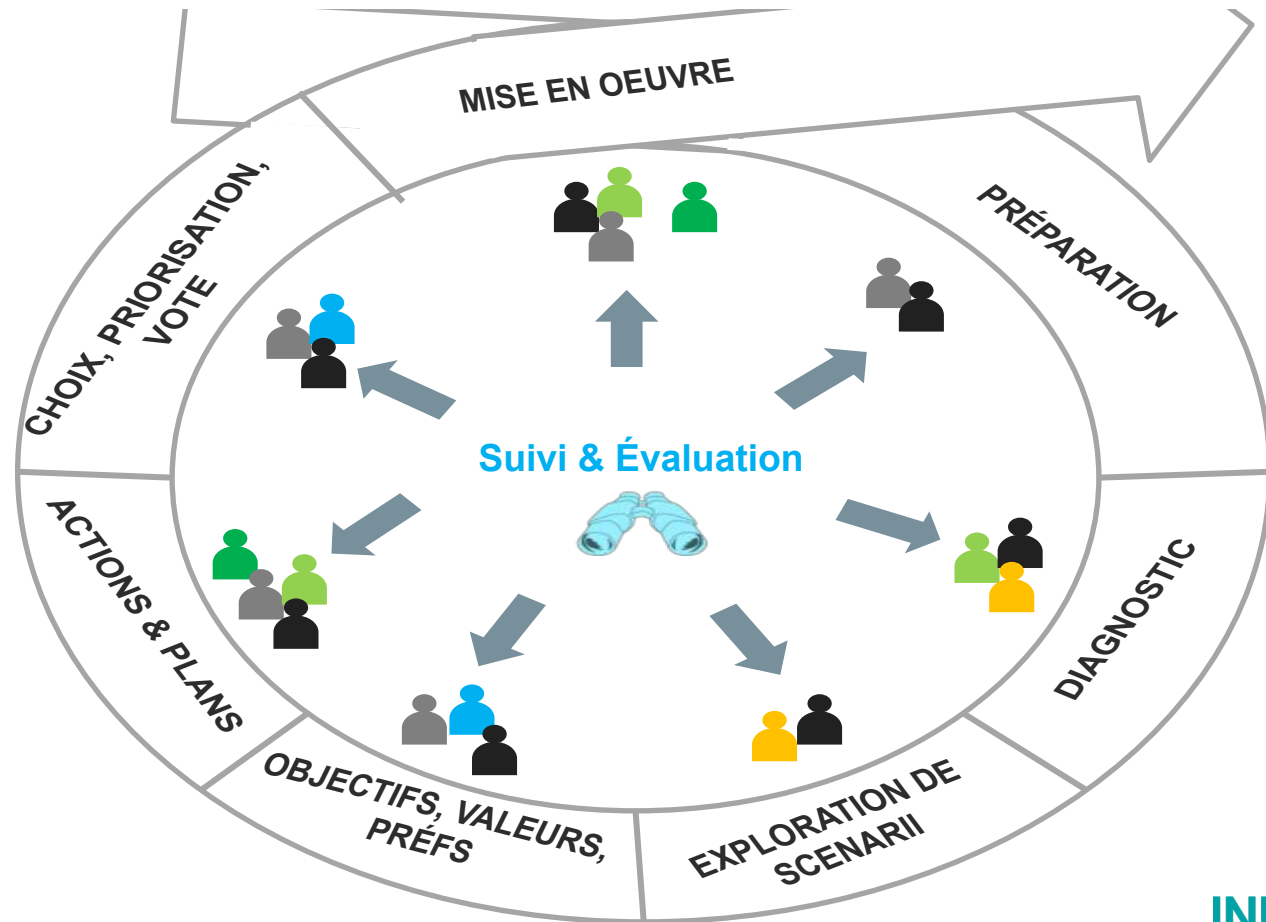 MISE EN OEUVRE
PRÉPARATION
CHOIX, PRIORISATION,
VOTE
Suivi & Évaluation
DIAGNOSTIC
ACTIONS & PLANS
OBJECTIFS, VALEURS,
PRÉFS
EXPLORATION DE
SCENARII